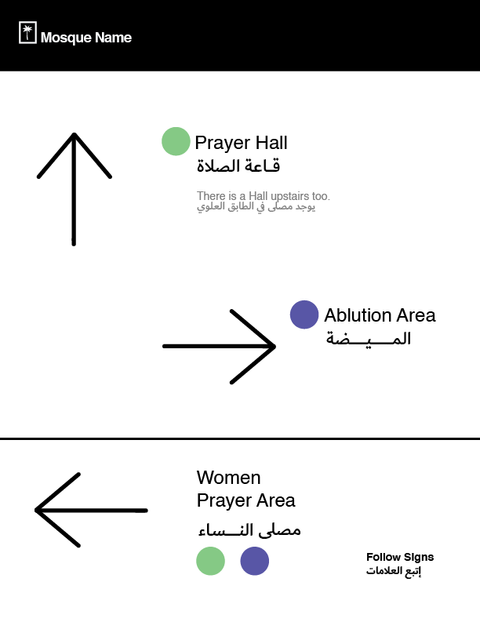 Mosque Name
Prayer Hall
قـاعة الصلاة
There is a Hall upstairs too.
يوجد مصلى في الطابق العلوي
Ablution Area
المـــيـــضة
Women
Prayer Area
مصلى النـــساء
Follow Signs
إتبع العلامات